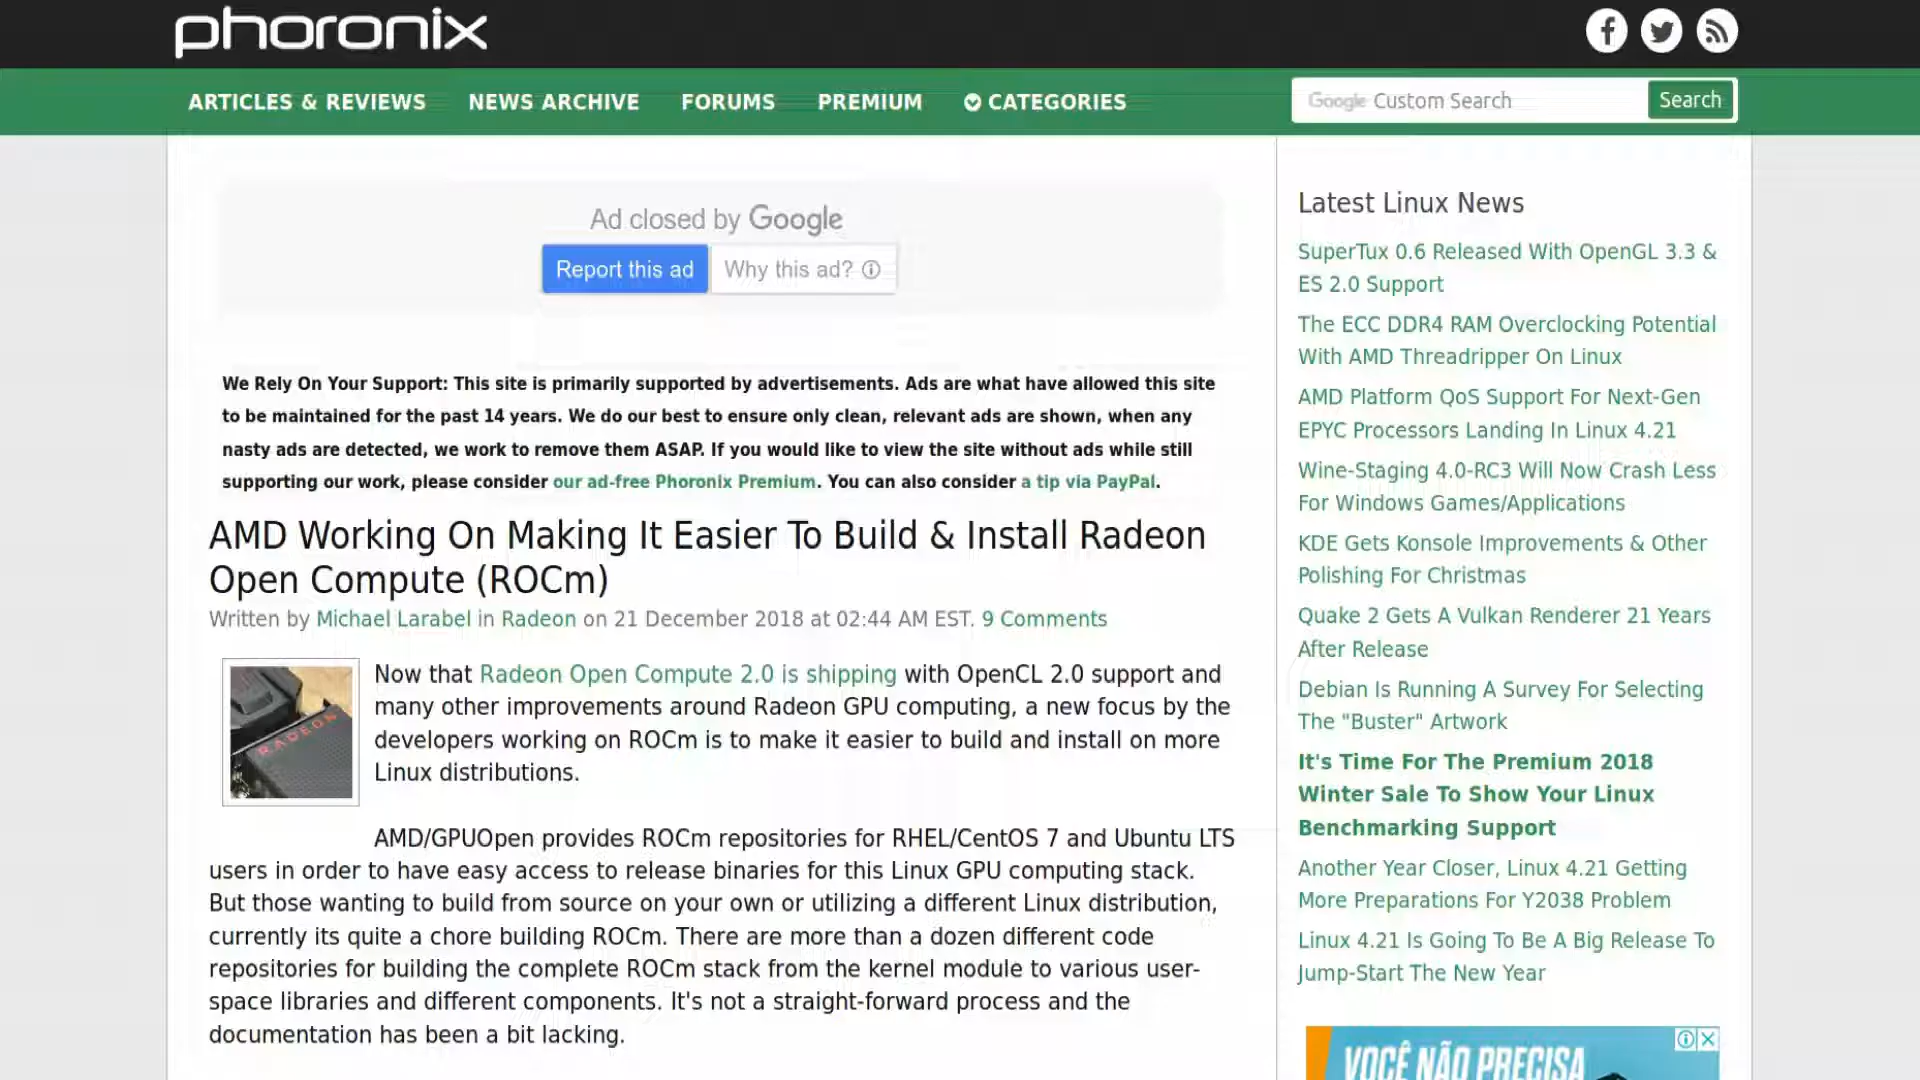 phoronix
ARTICLES & REVIEWS NEWS ARCHIVE FORUMS PREMIUM CATEGORIES
Google Custom Search Search
Ad closed by Google
Report this ad Why this ad?
We Rely On Your Support: This site is primarily supported by advertisements. Ads are what have allowed this site
to be maintained for the past 14 years. We do our best to ensure only clean, relevant ads are shown, when any
nasty ads are detected, we work to remove them ASAP. If you would like to view the site without ads while still
supporting our work, please consider our ad-free Phoronix Premium. You can also consider a tip via PayPal.
AMD Working On Making It Easier To Build & Install Radeon
Open Compute (ROCm)
Written by Michael Larabel in Radeon on 21 December 2018 at 02:44 AM EST. 9 Comments
RADEON
Now that Radeon Open Compute 2.0 is shipping with OpenCL 2.0 support and
many other improvements around Radeon GPU computing, a new focus by the
developers working on ROCm is to make it easier to build and install on more
Linux distributions.
AMD/GPUOpen provides ROCm repositories for RHEL/CentOS 7 and Ubuntu LTS
users in order to have easy access to release binaries for this Linux GPU computing stack.
But those wanting to build from source on your own or utilizing a different Linux distribution,
currently its quite a chore building ROCm. There are more than a dozen different code
repositories for building the complete ROCm stack from the kernel module to various user-
space libraries and different components. It's not a straight-forward process and the
documentation has been a bit lacking.
Latest Linux News
SuperTux 0.6 Released With OpenGL 3.3 &
ES 2.0 Support
The ECC DDR4 RAM Overclocking Potential
With AMD Threadripper On Linux
AMD Platform QoS Support For Next-Gen
EPYC Processors Landing In Linux 4.21
Wine-Staging 4.0-RC3 Will Now Crash Less
For Windows Games/Applications
KDE Gets Konsole Improvements & Other
Polishing For Christmas
Quake 2 Gets A Vulkan Renderer 21 Years
After Release
Debian Is Running A Survey For Selecting
The "Buster" Artwork
It's Time For The Premium 2018
Winter Sale To Show Your Linux
Benchmarking Support
Another Year Closer, Linux 4.21 Getting
More Preparations For Y2038 Problem
Linux 4.21 Is Going To Be A Big Release To
Jump-Start The New Year
VOCÊ NÃO PRECISA